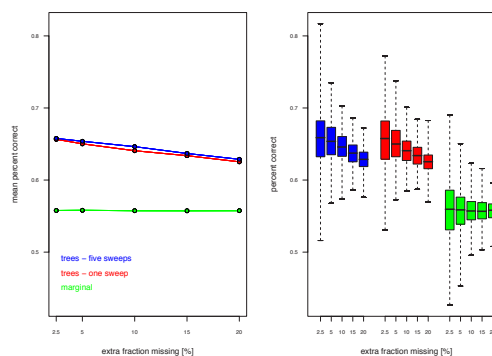 0.8
0.7
0.6
0.5
mean percent correct
trees − five sweeps
trees − one sweep
marginal
2.5 5 10 15 20
extra fraction missing [%]
0.8
0.7
0.6
0.5
percent correct
2.5 5 10 15 20 2.5 5 10 15 20 2.5 5 10 15 20
extra fraction missing [%]